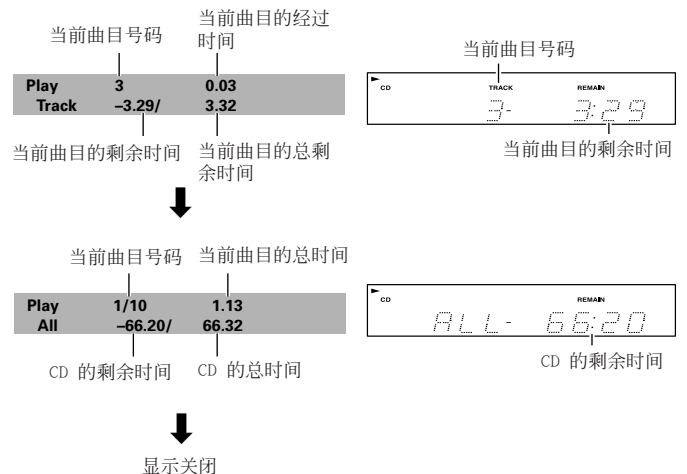 当前曲目号码
当前曲目的经过
时间
Play 3 0.03
Track –3.29/ 3.32
当前曲目的剩余时间
当前曲目的总剩
余时间
当前曲目号码
CD TRACK REMAIN
3- 3:29
当前曲目的剩余时间
当前曲目号码
当前曲目的总时间
Play 1/10 1.13
All –66.20/ 66.32
CD 的剩余时间
CD 的总时间
CD REMAIN
ALL- 66:20
CD 的剩余时间
显示关闭